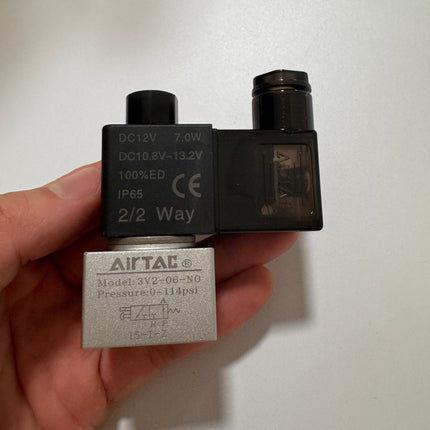 DC12V 7.0W
DC10.8V-13.2V
100%ED
IP65
CE
2/2 Way
AirTAC ®
Model: 3V2-06-NO
Pressure: 0-114psi
A